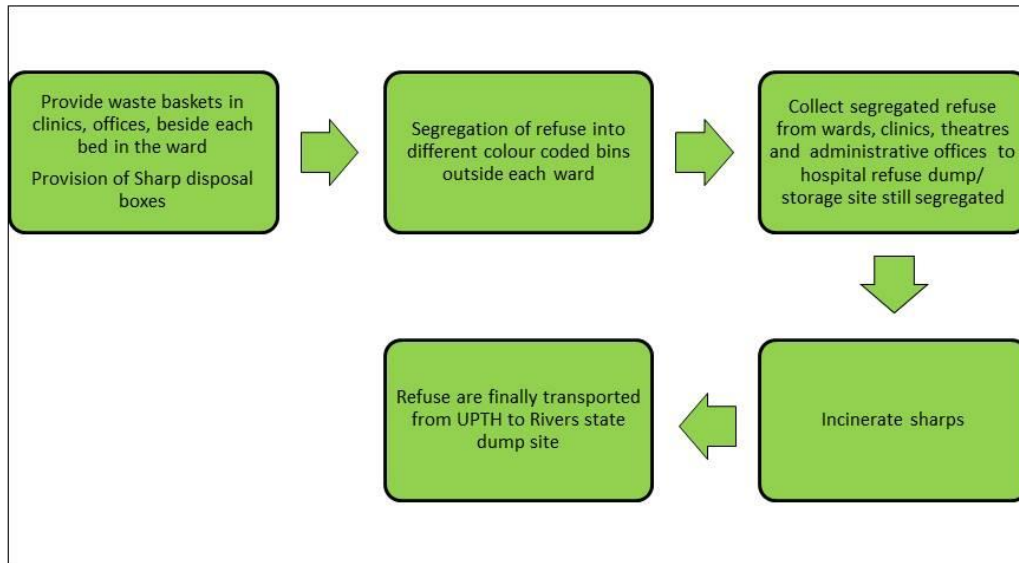 Provide waste baskets in
clinics, offices, beside each
bed in the ward
Provision of Sharp disposal
boxes
Segregation of refuse into
different colour coded bins
outside each ward
Collect segregated refuse
from wards, clinics, theatres
and administrative offices to
hospital refuse dump/
storage site still segregated
Incinerate sharps
Refuse are finally transported
from UPTH to Rivers state
dump site